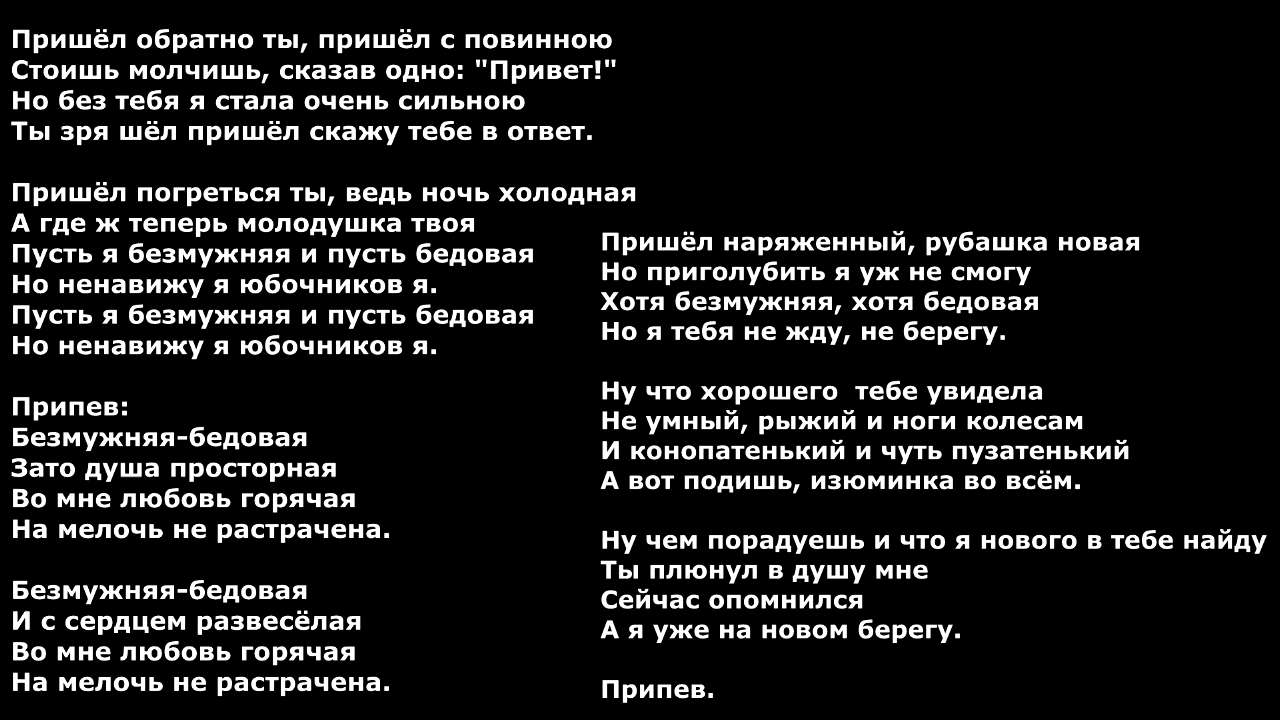 Пришёл обратно ты, пришёл с повинною
Стоишь молчишь, сказав одно: "Привет!"
Но без тебя я стала очень сильною
Ты зря шёл пришёл скажу тебе в ответ.
Пришёл погреться ты, ведь ночь холодная
А где ж теперь молодушка твоя
Пусть я безмужняя и пусть бедовая
Но ненавижу я юбочников я.
Пусть я безмужняя и пусть бедовая
Но ненавижу я юбочников я.
Припев:
Безмужняя-бедовая
Зато душа просторная
Во мне любовь горячая
На мелочь не растрачена.
Безмужняя-бедовая
И с сердцем развесёлая
Во мне любовь горячая
На мелочь не растрачена.
Пришёл наряженный, рубашка новая
Но приголубить я уж не смогу
Хотя безмужняя, хотя бедовая
Но я тебя не жду, не берегу.
Ну что хорошего  тебе увидела
Не умный, рыжий и ноги колесам
И конопатенький и чуть пузатенький
А вот подишь, изюминка во всём.
Ну чем порадуешь и что я нового в тебе найду
Ты плюнул в душу мне
Сейчас опомнился
А я уже на новом берегу.
Припев.